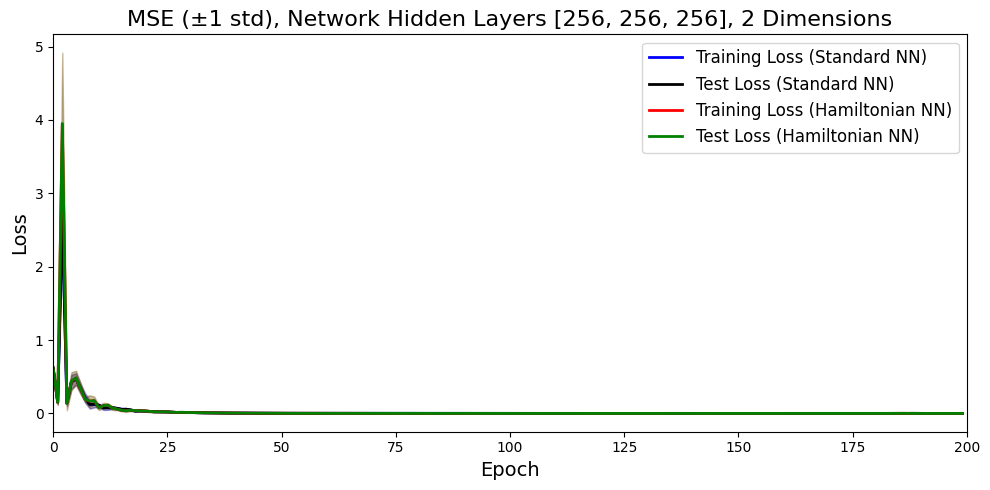 MSE (±1 std), Network Hidden Layers [256, 256, 256], 2 Dimensions
Training Loss (Standard NN)
Test Loss (Standard NN)
Training Loss (Hamiltonian NN)
Test Loss (Hamiltonian NN)
Loss
5
4
3
2
1
0
0 25 50 75 100 125 150 175 200
Epoch